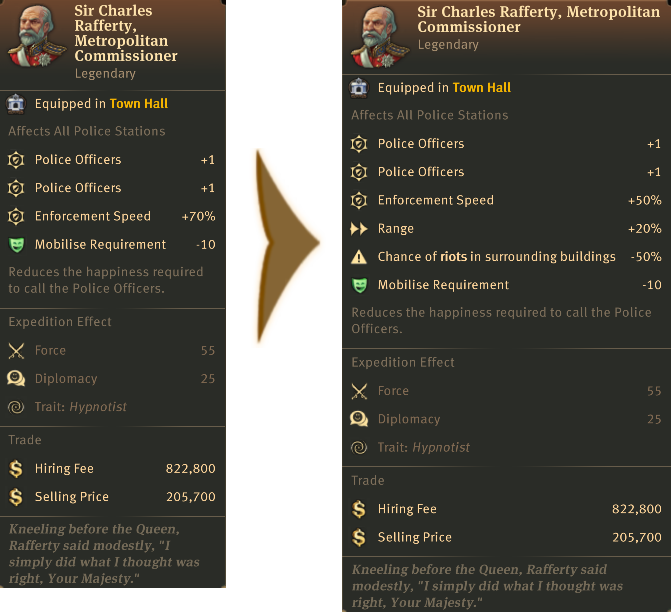 Sir Charles
Rafferty,
Metropolitan
Commissioner
Legendary
Equipped in Town Hall
Affects All Police Stations
Police Officers +1
Police Officers +1
Enforcement Speed +70%
Mobilise Requirement -10
Reduces the happiness required
to call the Police Officers.
Expedition Effect
Force 55
Diplomacy 25
Trait: Hypnotist
Trade
Hiring Fee 822,800
Selling Price 205,700
Kneeling before the Queen,
Rafferty said modestly, "I
simply did what I thought was
right, Your Majesty."
Sir Charles Rafferty, Metropolitan
Commissioner
Legendary
Equipped in Town Hall
Affects All Police Stations
Police Officers +1
Police Officers +1
Enforcement Speed +50%
Range +20%
Chance of riots in surrounding buildings -50%
Mobilise Requirement -10
Reduces the happiness required to call the Police
Officers.
Expedition Effect
Force 55
Diplomacy 25
Trait: Hypnotist
Trade
Hiring Fee 822,800
Selling Price 205,700
Kneeling before the Queen, Rafferty said
modestly, "I simply did what I thought was
right, Your Majesty."